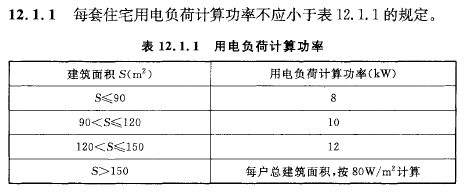 12.1.1 每套住宅用电负荷计算功率不应小于表 12.1.1 的规定。
表 12.1.1 用电负荷计算功率
建筑面积 S(m²) 用电负荷计算功率(kW)
S≤90 8
90<S≤120 10
120<S≤150 12
S>150 每户总建筑面积,按 80W/m² 计算